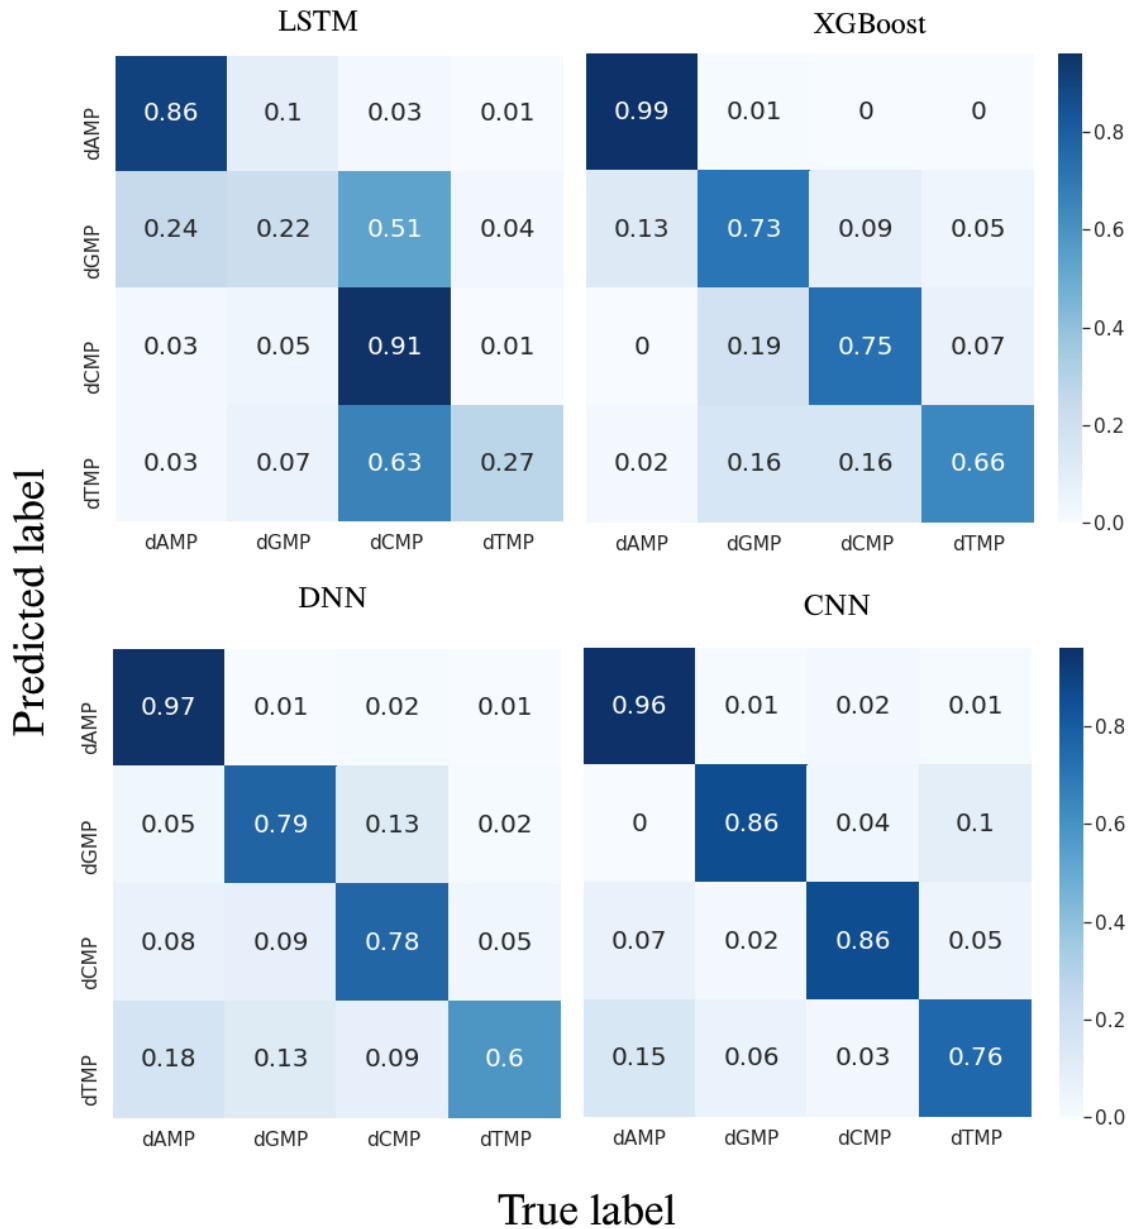 LSTM
XGBoost
dAMP 0.86 0.1 0.03 0.01
dGMP 0.24 0.22 0.51 0.04
dCMP 0.03 0.05 0.91 0.01
dTMP 0.03 0.07 0.63 0.27
dAMP dGMP dCMP dTMP
0.99 0.01 0 0
0.13 0.73 0.09 0.05
0 0.19 0.75 0.07
0.02 0.16 0.16 0.66
dAMP dGMP dCMP dTMP
0.8
0.6
0.4
0.2
0.0
Predicted label
DNN
CNN
dAMP 0.97 0.01 0.02 0.01
dGMP 0.05 0.79 0.13 0.02
dCMP 0.08 0.09 0.78 0.05
dTMP 0.18 0.13 0.09 0.6
dAMP dGMP dCMP dTMP
0.96 0.01 0.02 0.01
0 0.86 0.04 0.1
0.07 0.02 0.86 0.05
0.15 0.06 0.03 0.76
dAMP dGMP dCMP dTMP
0.8
0.6
0.4
0.2
0.0
True label